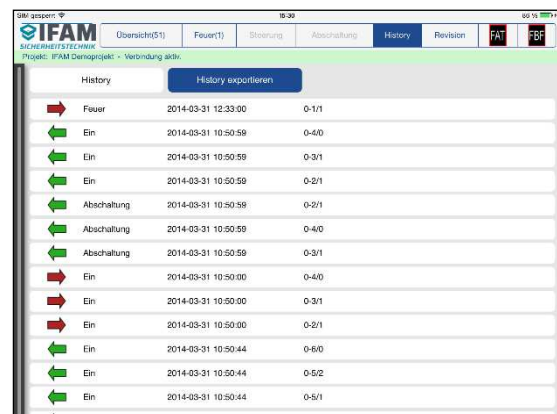 SIM gesperrt 15:30 86 %
IFAM
SICHERHEITSTECHNIK
Übersicht(51) Feuer(1) Stoerung Abschaltung History Revision FAT FBF
Projekt: IFAM Demoprojekt - Verbindung aktiv.
History History exportieren
Feuer 2014-03-31 12:33:00 0-1/1
Ein 2014-03-31 10:50:59 0-4/0
Ein 2014-03-31 10:50:59 0-3/1
Ein 2014-03-31 10:50:59 0-2/1
Abschaltung 2014-03-31 10:50:59 0-2/1
Abschaltung 2014-03-31 10:50:59 0-4/0
Abschaltung 2014-03-31 10:50:59 0-3/1
Ein 2014-03-31 10:50:00 0-4/0
Ein 2014-03-31 10:50:00 0-3/1
Ein 2014-03-31 10:50:00 0-2/1
Ein 2014-03-31 10:50:44 0-6/0
Ein 2014-03-31 10:50:44 0-5/2
Ein 2014-03-31 10:50:44 0-5/1